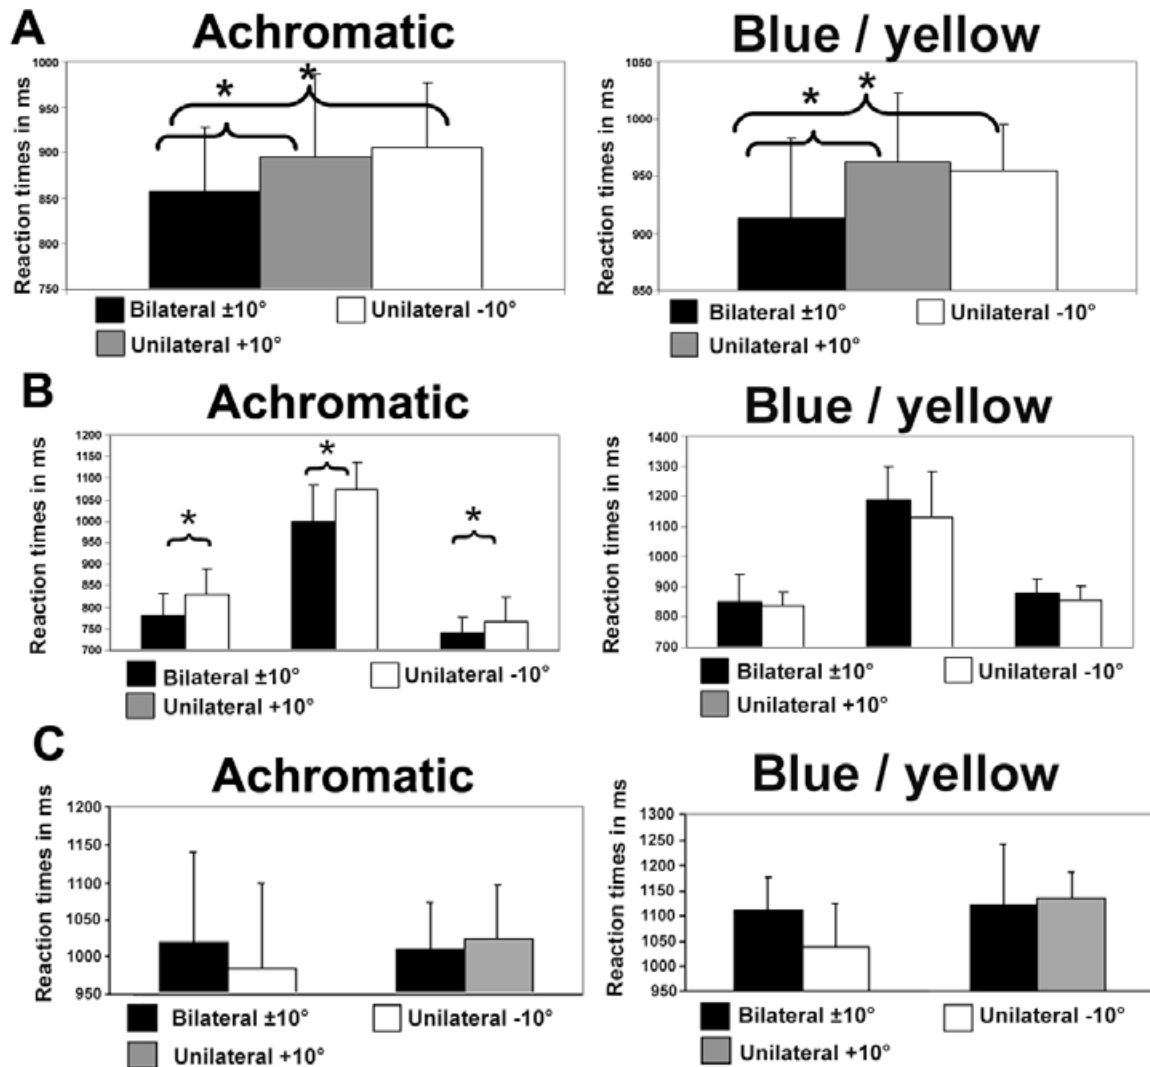 A
Achromatic
Blue / yellow
Reaction times in ms
1000
950
900
850
800
750
* *
Bilateral ±10°
Unilateral -10°
Unilateral +10°
Reaction times in ms
1050
1000
950
900
850
* *
Bilateral ±10°
Unilateral -10°
Unilateral +10°
B
Achromatic
Blue / yellow
Reaction times in ms
1200
1150
1100
1050
1000
950
900
850
800
750
700
* * *
Bilateral ±10°
Unilateral -10°
Unilateral +10°
Reaction times in ms
1400
1300
1200
1100
1000
900
800
700
Bilateral ±10°
Unilateral -10°
Unilateral +10°
C
Achromatic
Blue / yellow
Reaction times in ms
1200
1150
1100
1050
1000
950
Bilateral ±10°
Unilateral -10°
Unilateral +10°
Reaction times in ms
1300
1250
1200
1150
1100
1050
1000
950
Bilateral ±10°
Unilateral -10°
Unilateral +10°